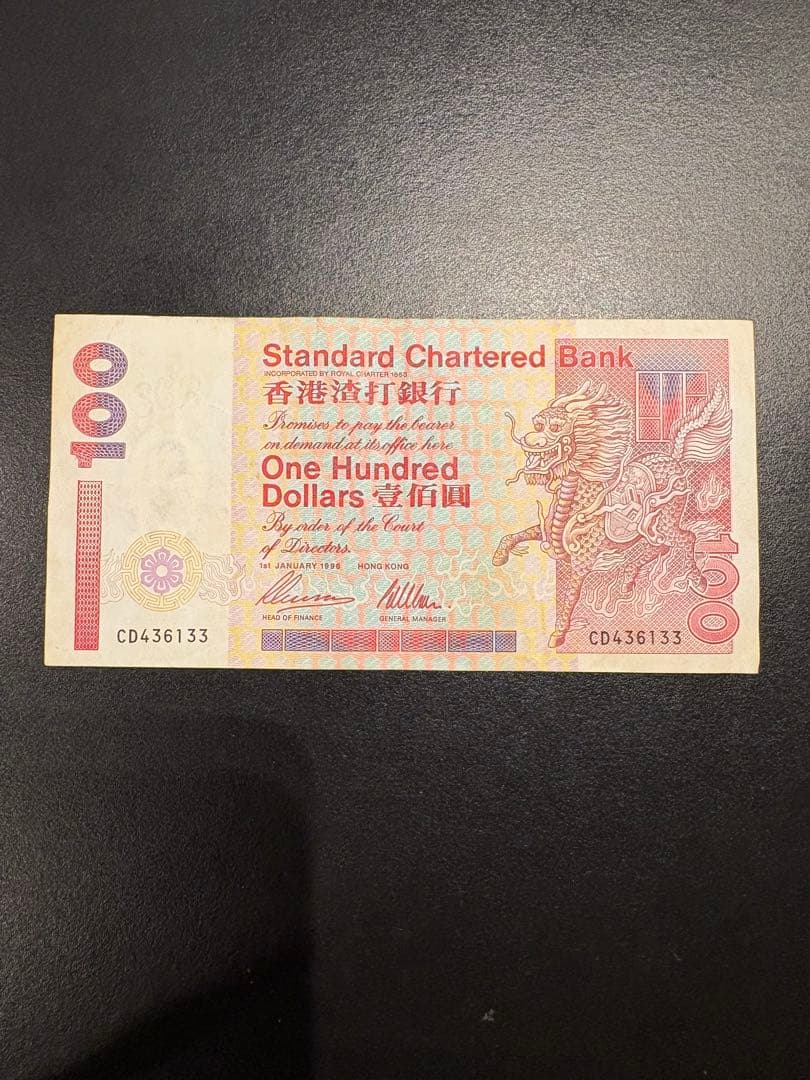 100
Standard Chartered Bank
INCORPORATED BY ROYAL CHARTER 1853
香港渣打銀行
Promises to pay the bearer
on demand at its office here
One Hundred
Dollars 壹佰圓
By order of the Court
of Directors.
1st JANUARY 1996 HONG KONG
HEAD OF FINANCE GENERAL MANAGER
CD436133 CD436133
100